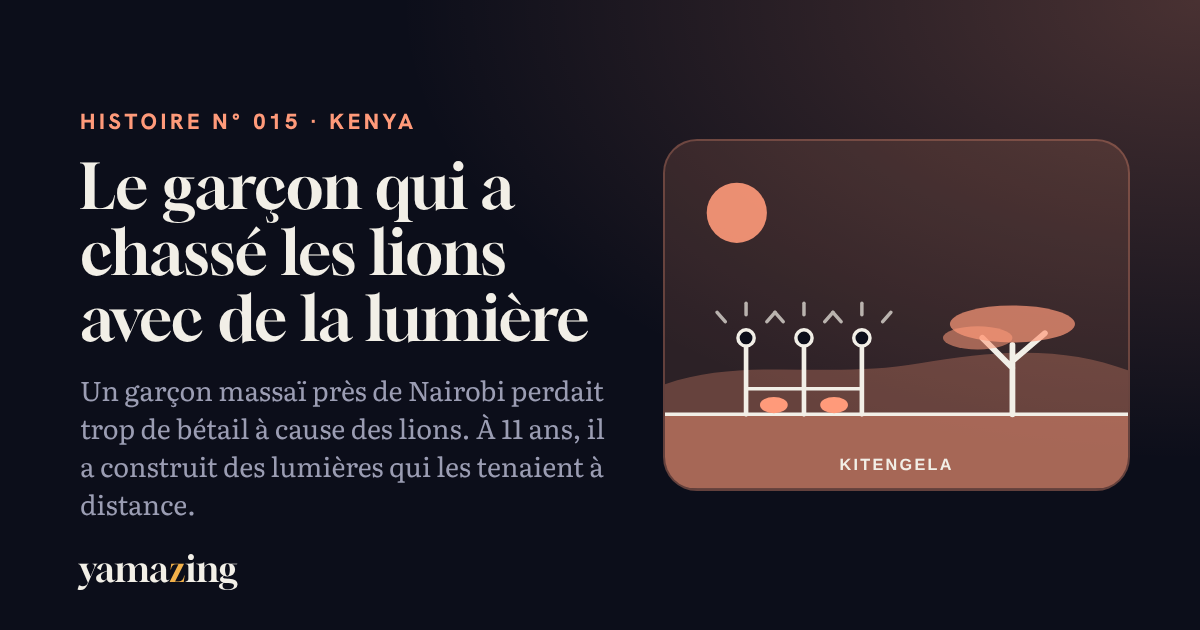 HISTOIRE N° 015 · KENYA
Le garçon qui a
chassé les lions
avec de la lumière
Un garçon massaï près de Nairobi perdait
trop de bétail à cause des lions. À 11 ans, il
a construit des lumières qui les tenaient à
distance.
KITENGELA
yamazing